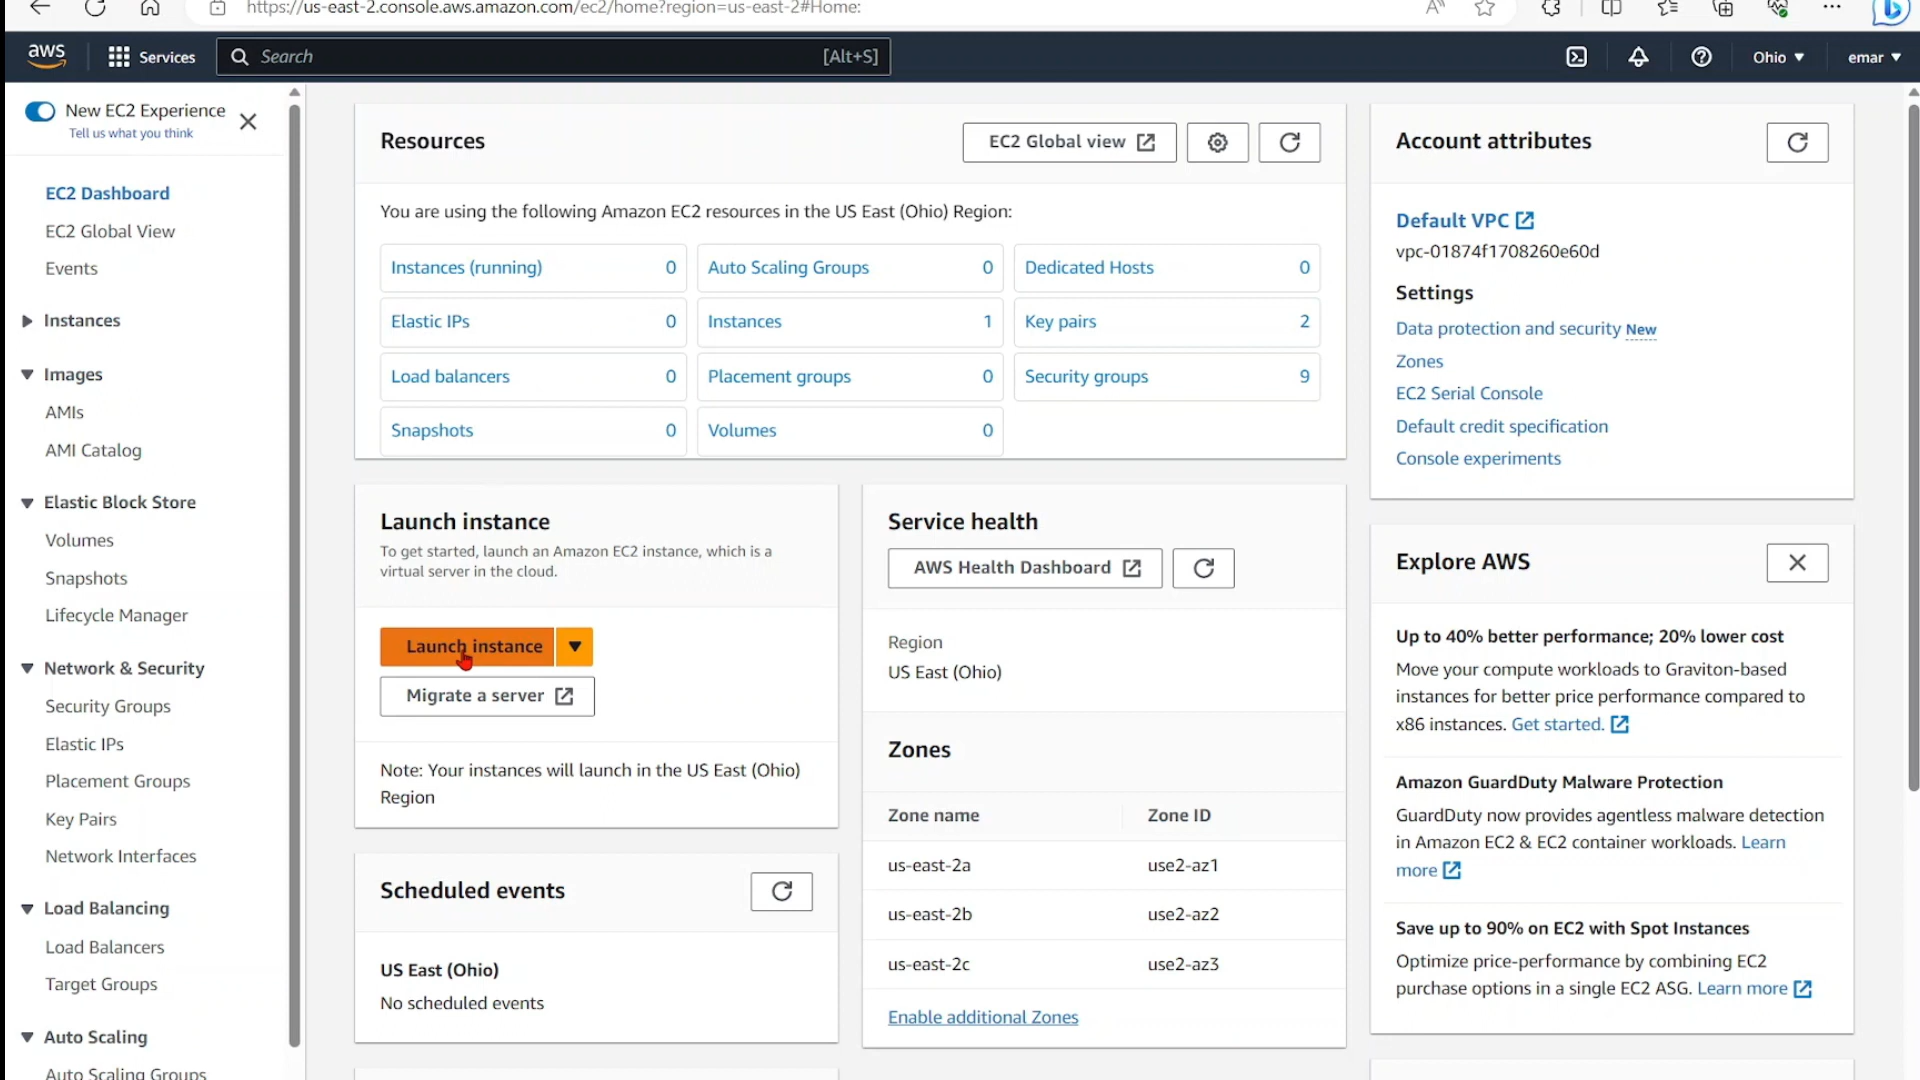 https://us-east-2.console.aws.amazon.com/ec2/home?region=us-east-2#Home:
aws
Services
Search
[Alt+S]
Ohio
emar
New EC2 Experience
Tell us what you think
EC2 Dashboard
EC2 Global View
Events
Instances
Images
AMIs
AMI Catalog
Elastic Block Store
Volumes
Snapshots
Lifecycle Manager
Network & Security
Security Groups
Elastic IPs
Placement Groups
Key Pairs
Network Interfaces
Load Balancing
Load Balancers
Target Groups
Auto Scaling
Auto Scaling Groups
Resources
EC2 Global view
You are using the following Amazon EC2 resources in the US East (Ohio) Region:
Instances (running) 0
Auto Scaling Groups 0
Dedicated Hosts 0
Elastic IPs 0
Instances 1
Key pairs 2
Load balancers 0
Placement groups 0
Security groups 9
Snapshots 0
Volumes 0
Launch instance
To get started, launch an Amazon EC2 instance, which is a
virtual server in the cloud.
Launch instance
Migrate a server
Note: Your instances will launch in the US East (Ohio)
Region
Scheduled events
US East (Ohio)
No scheduled events
Service health
AWS Health Dashboard
Region
US East (Ohio)
Zones
Zone name Zone ID
us-east-2a use2-az1
us-east-2b use2-az2
us-east-2c use2-az3
Enable additional Zones
Account attributes
Default VPC
vpc-01874f1708260e60d
Settings
Data protection and security New
Zones
EC2 Serial Console
Default credit specification
Console experiments
Explore AWS
Up to 40% better performance; 20% lower cost
Move your compute workloads to Graviton-based
instances for better price performance compared to
x86 instances. Get started.
Amazon GuardDuty Malware Protection
GuardDuty now provides agentless malware detection
in Amazon EC2 & EC2 container workloads. Learn
more
Save up to 90% on EC2 with Spot Instances
Optimize price-performance by combining EC2
purchase options in a single EC2 ASG. Learn more